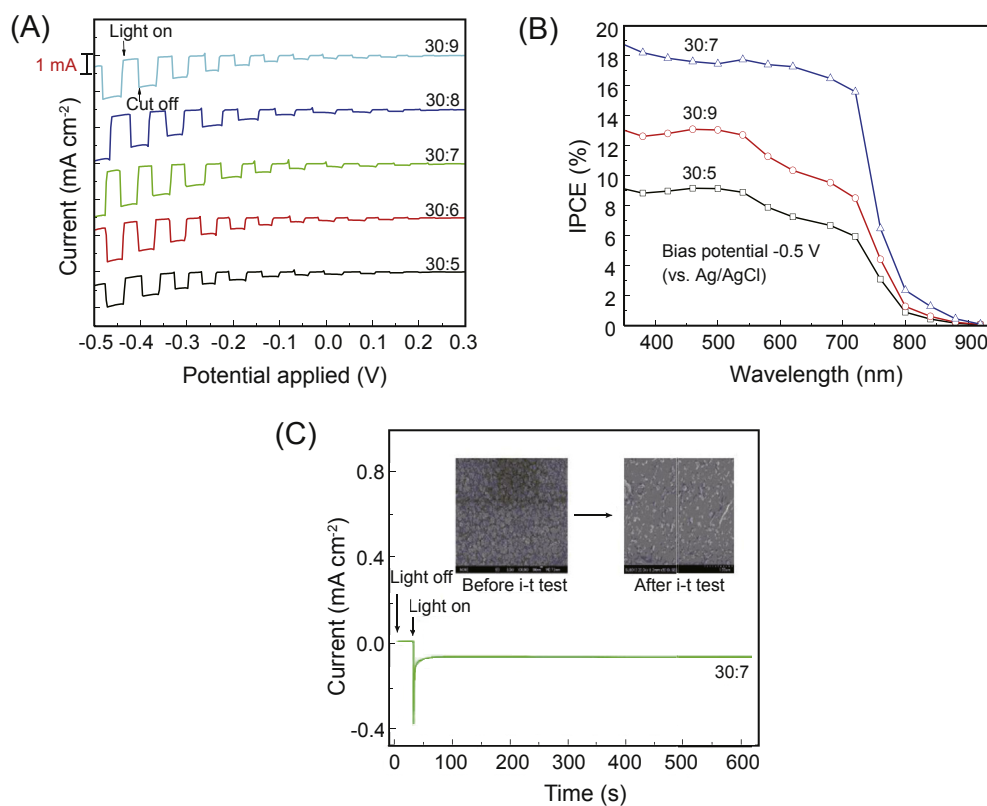 (A)
Light on
30:9
1 mA
Cut off
30:8
30:7
30:6
30:5
Current (mA cm-2)
-0.5 -0.4 -0.3 -0.2 -0.1 0.0 0.1 0.2 0.3
Potential applied (V)
(B)
20
18
16
14
12
10
8
6
4
2
0
IPCE (%)
30:7
30:9
30:5
Bias potential -0.5 V
(vs. Ag/AgCl)
400 500 600 700 800 900
Wavelength (nm)
(C)
0.8
0.4
0.0
-0.4
Current (mA cm-2)
Before i-t test
After i-t test
Light off
Light on
30:7
0 100 200 300 400 500 600
Time (s)